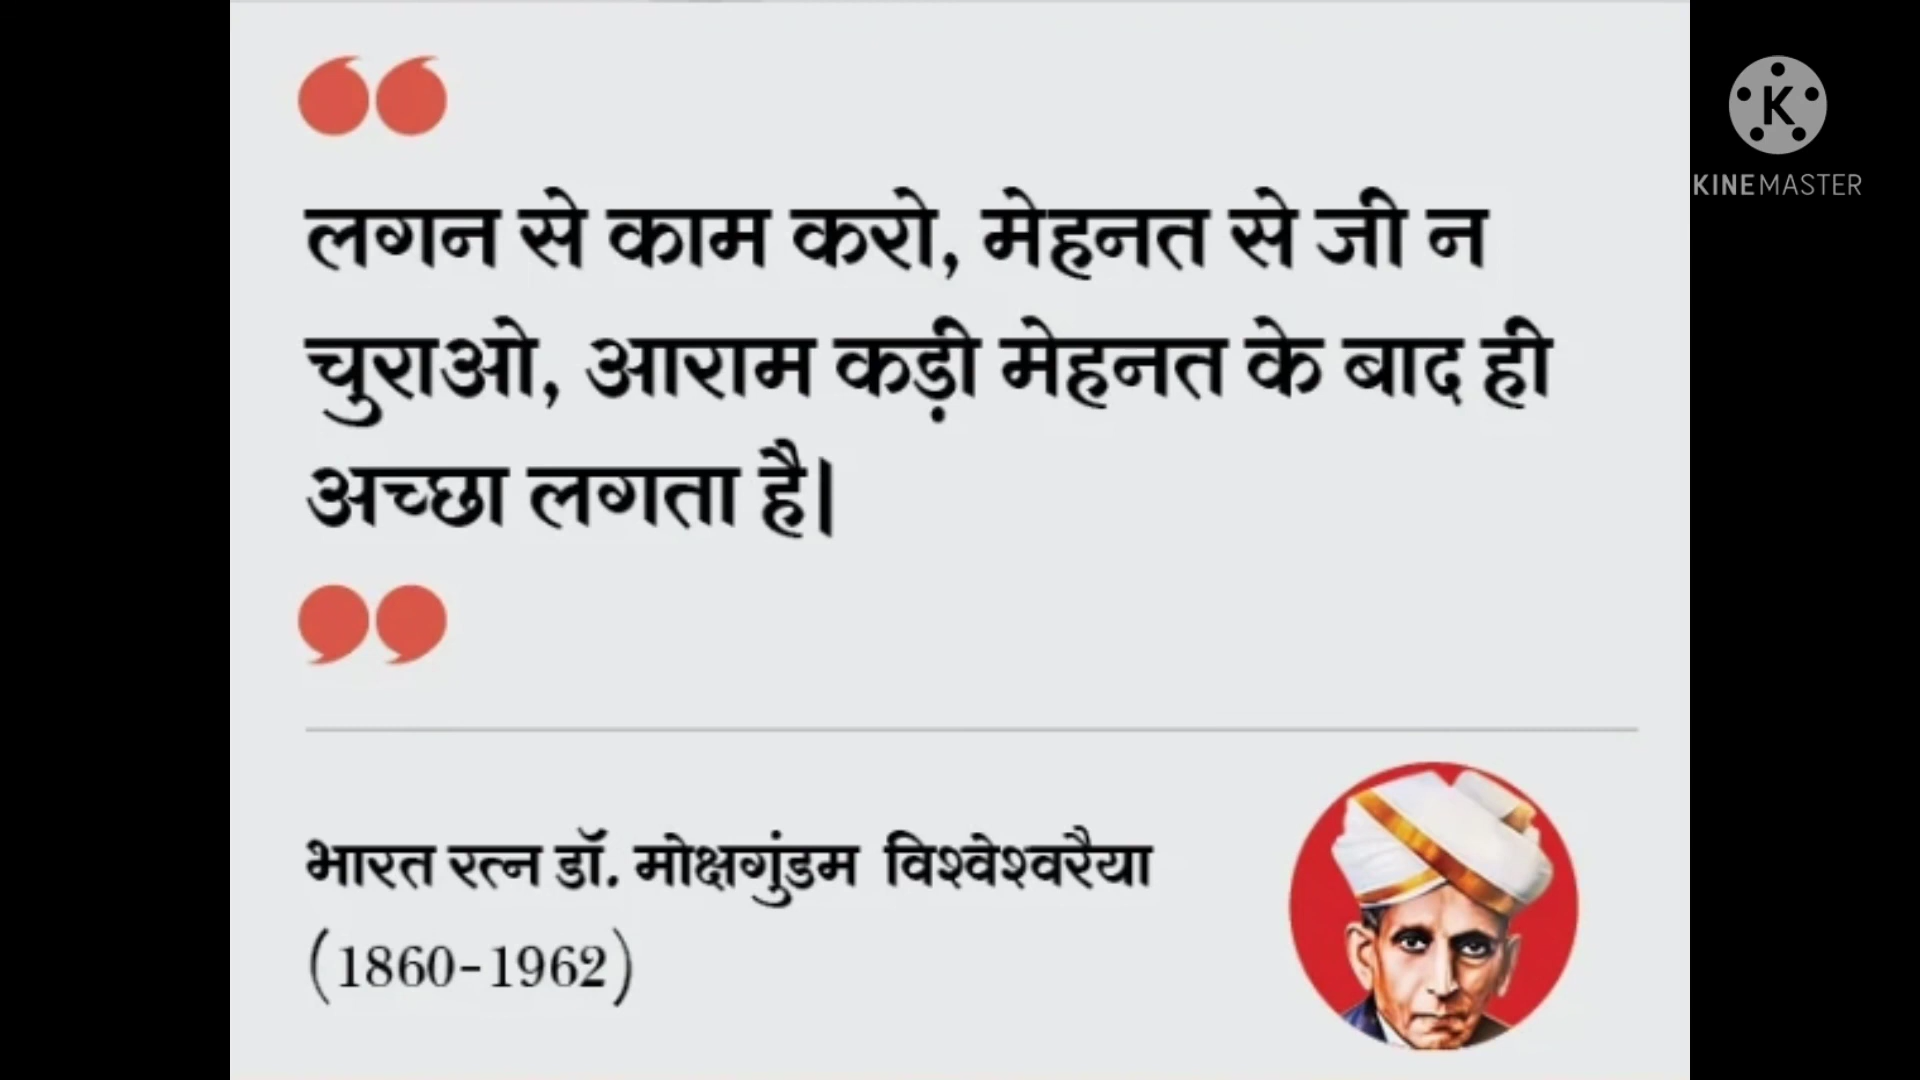 लगन से काम करो, मेहनत से जी न
चुराओ, आराम कड़ी मेहनत के बाद ही
अच्छा लगता है।
भारत रत्न डॉ. मोक्षगुंडम विश्वेश्वरैया
(1860-1962)
K
KINEMASTER